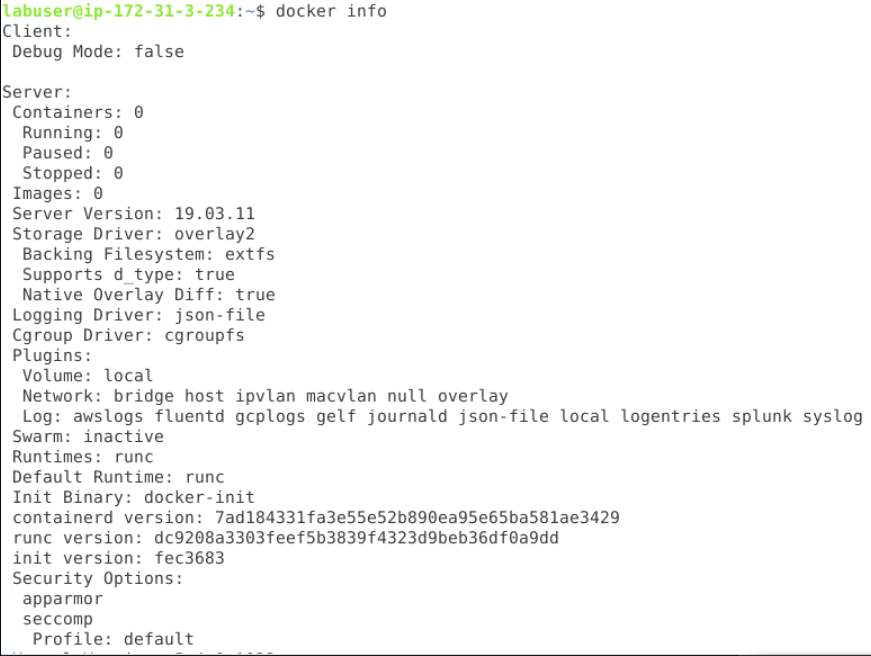 labuser@ip-172-31-3-234:~$ docker info
Client:
 Debug Mode: false

Server:
 Containers: 0
  Running: 0
  Paused: 0
  Stopped: 0
 Images: 0
 Server Version: 19.03.11
 Storage Driver: overlay2
  Backing Filesystem: extfs
  Supports d_type: true
  Native Overlay Diff: true
 Logging Driver: json-file
 Cgroup Driver: cgroupfs
 Plugins:
  Volume: local
  Network: bridge host ipvlan macvlan null overlay
  Log: awslogs fluentd gcplogs gelf journald json-file local logentries splunk syslog
 Swarm: inactive
 Runtimes: runc
 Default Runtime: runc
 Init Binary: docker-init
 containerd version: 7ad184331fa3e55e52b890ea95e65ba581ae3429
 runc version: dc9208a3303feef5b3839f4323d9beb36df0a9dd
 init version: fec3683
 Security Options:
  apparmor
  seccomp
   Profile: default